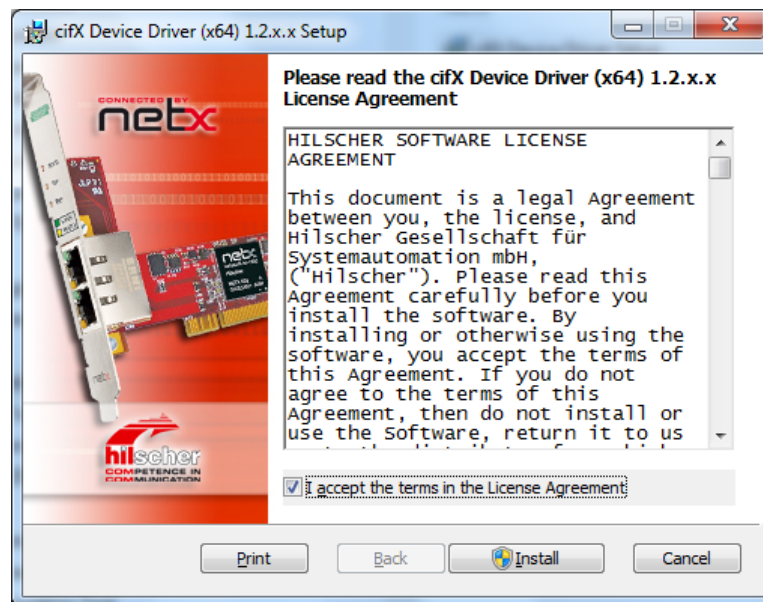 cifX Device Driver (x64) 1.2.x.x Setup
Please read the cifX Device Driver (x64) 1.2.x.x
License Agreement
CONNECTED BY
netX
HILSCHER SOFTWARE LICENSE
AGREEMENT
This document is a legal Agreement
between you, the license, and
Hilscher Gesellschaft für
Systemautomation mbH,
("Hilscher"). Please read this
Agreement carefully before you
install the software. By
installing or otherwise using the
software, you accept the terms of
this Agreement. If you do not
agree to the terms of this
Agreement, then do not install or
use the Software, return it to us
hilscher
COMPETENCE IN
COMMUNICATION
I accept the terms in the License Agreement
Print
Back
Install
Cancel